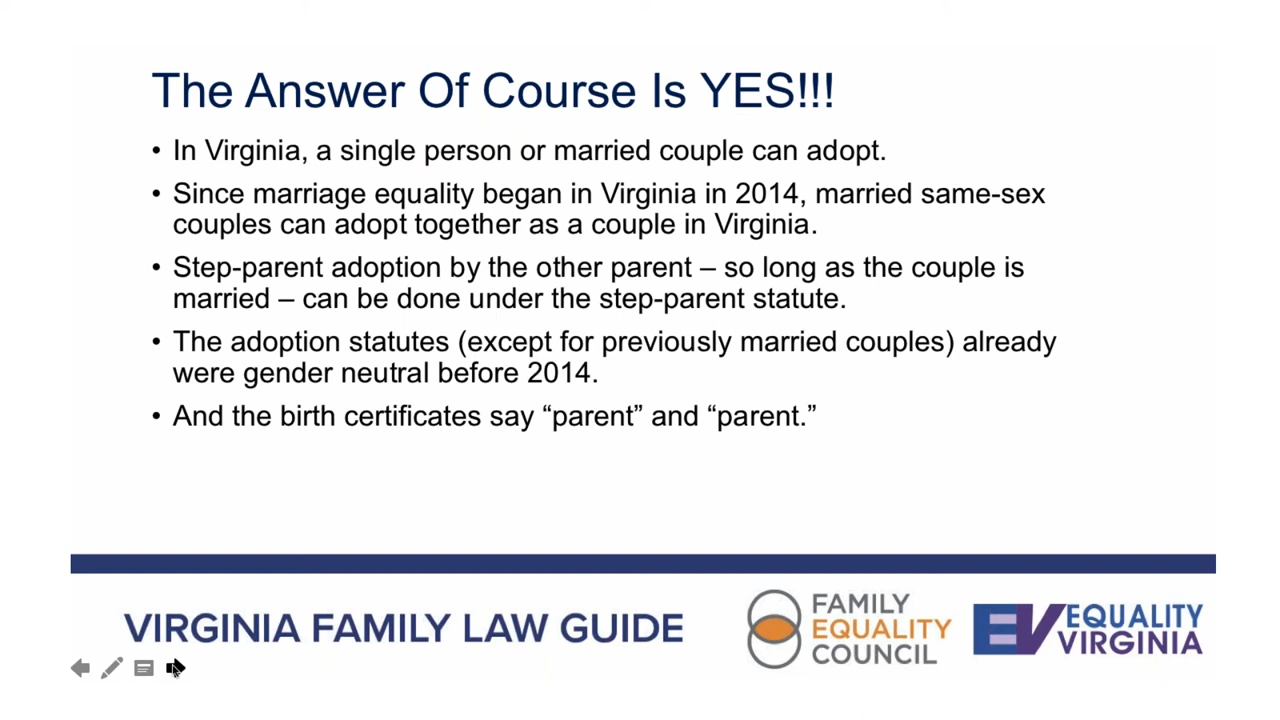 The Answer Of Course Is YES!!!
• In Virginia, a single person or married couple can adopt.
• Since marriage equality began in Virginia in 2014, married same-sex
couples can adopt together as a couple in Virginia.
• Step-parent adoption by the other parent – so long as the couple is
married – can be done under the step-parent statute.
• The adoption statutes (except for previously married couples) already
were gender neutral before 2014.
• And the birth certificates say “parent” and “parent.”
VIRGINIA FAMILY LAW GUIDE
FAMILY
EQUALITY
COUNCIL
EV
EQUALITY
VIRGINIA